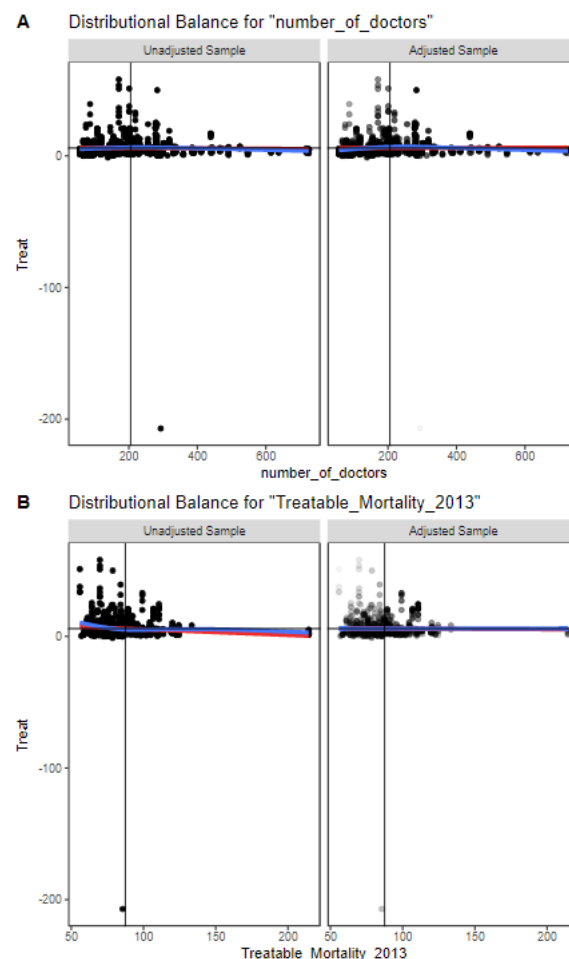 A Distributional Balance for "number_of_doctors"
Unadjusted Sample Adjusted Sample
0
-100
-200
Treat
200 400 600 200 400 600
number_of_doctors
B Distributional Balance for "Treatable_Mortality_2013"
Unadjusted Sample Adjusted Sample
0
-100
-200
Treat
50 100 150 200 50 100 150 200
Treatable_Mortality_2013